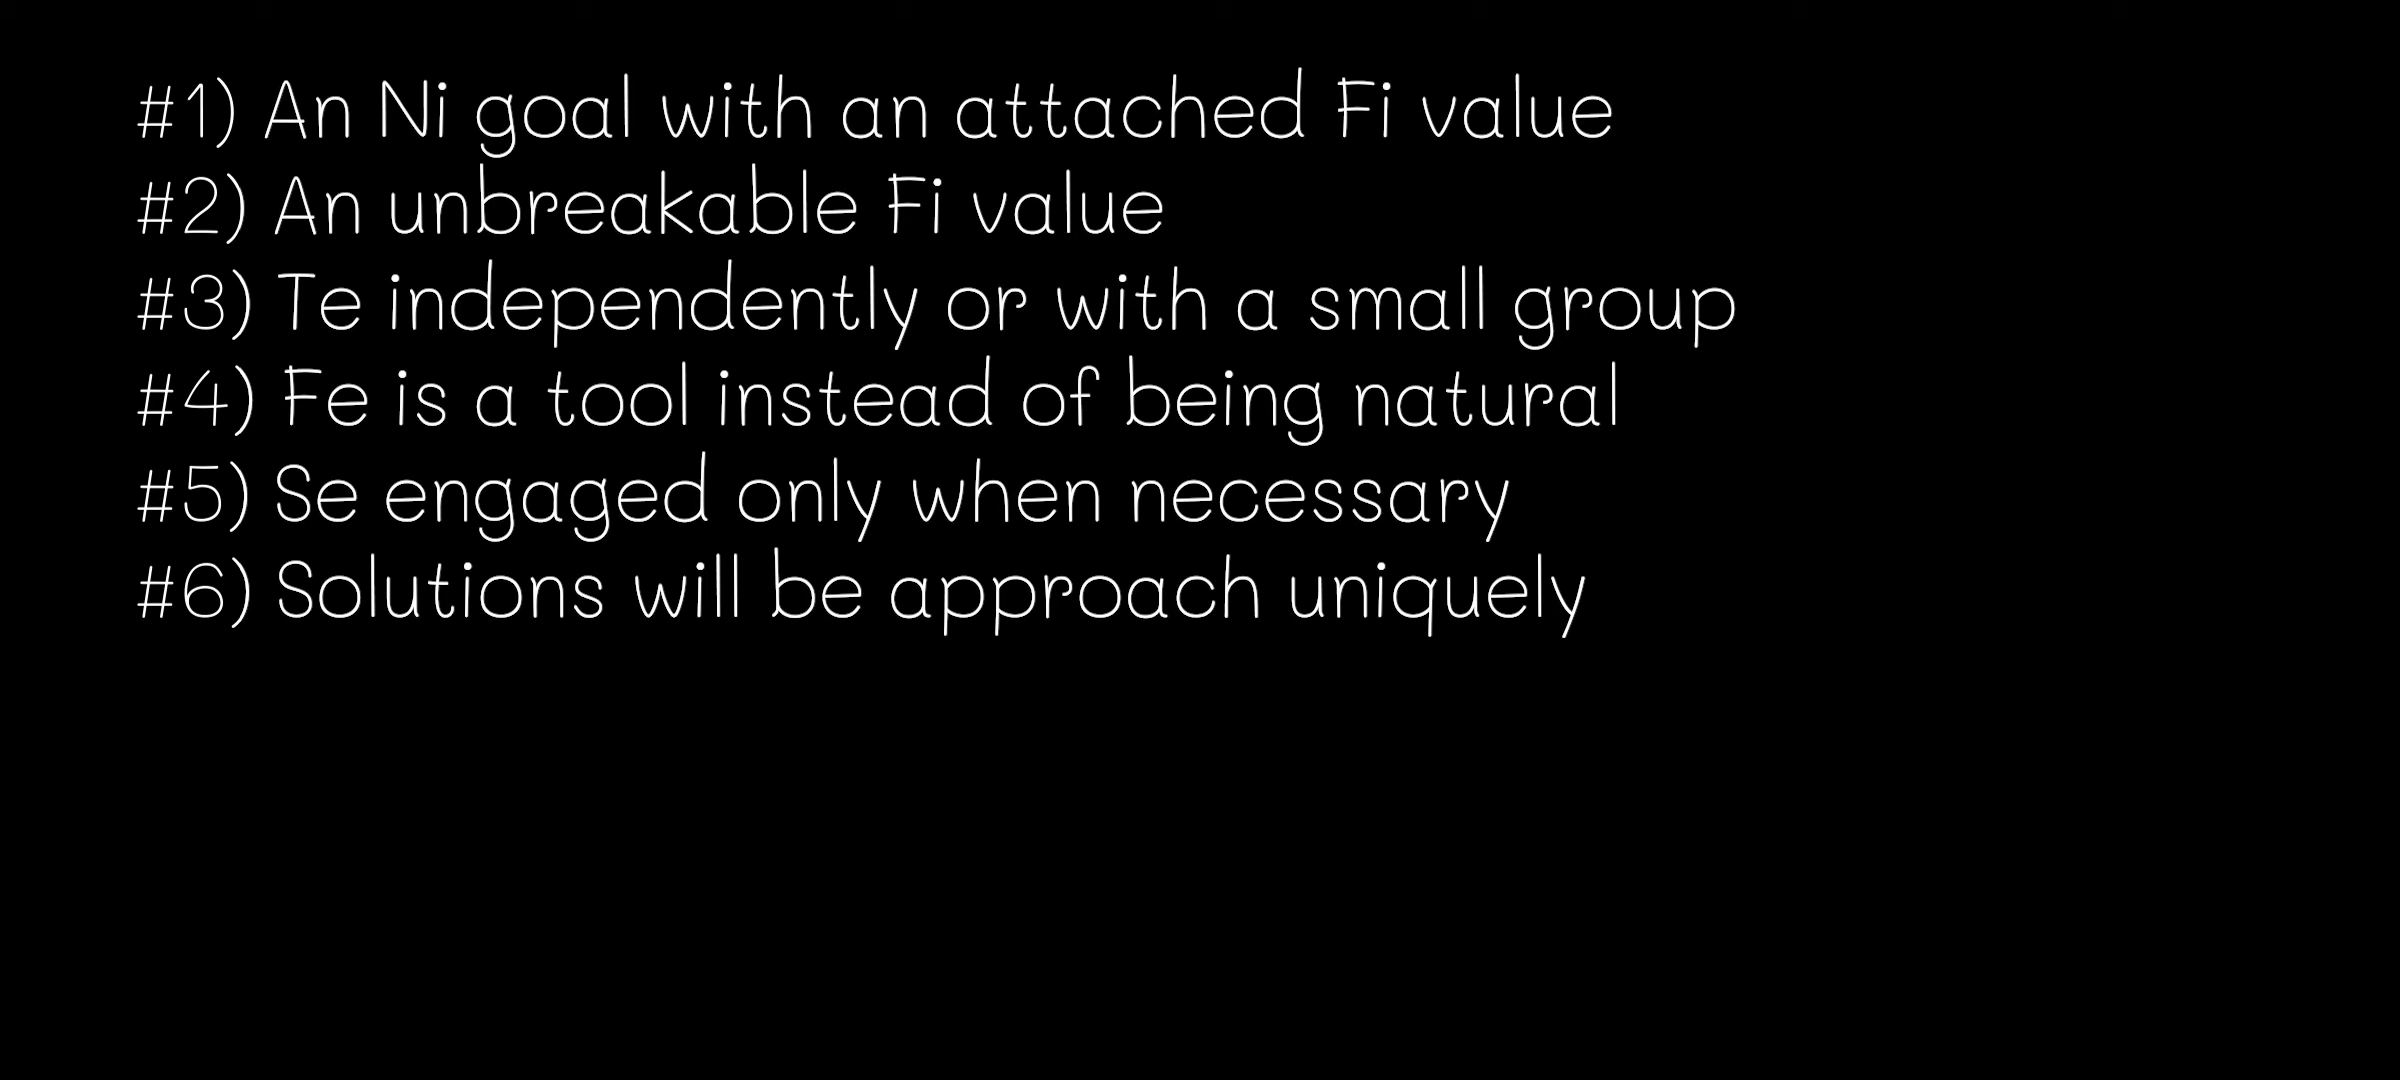 #1) An Ni goal with an attached Fi value
#2) An unbreakable Fi value
#3) Te independently or with a small group
#4) Fe is a tool instead of being natural
#5) Se engaged only when necessary
#6) Solutions will be approach uniquely